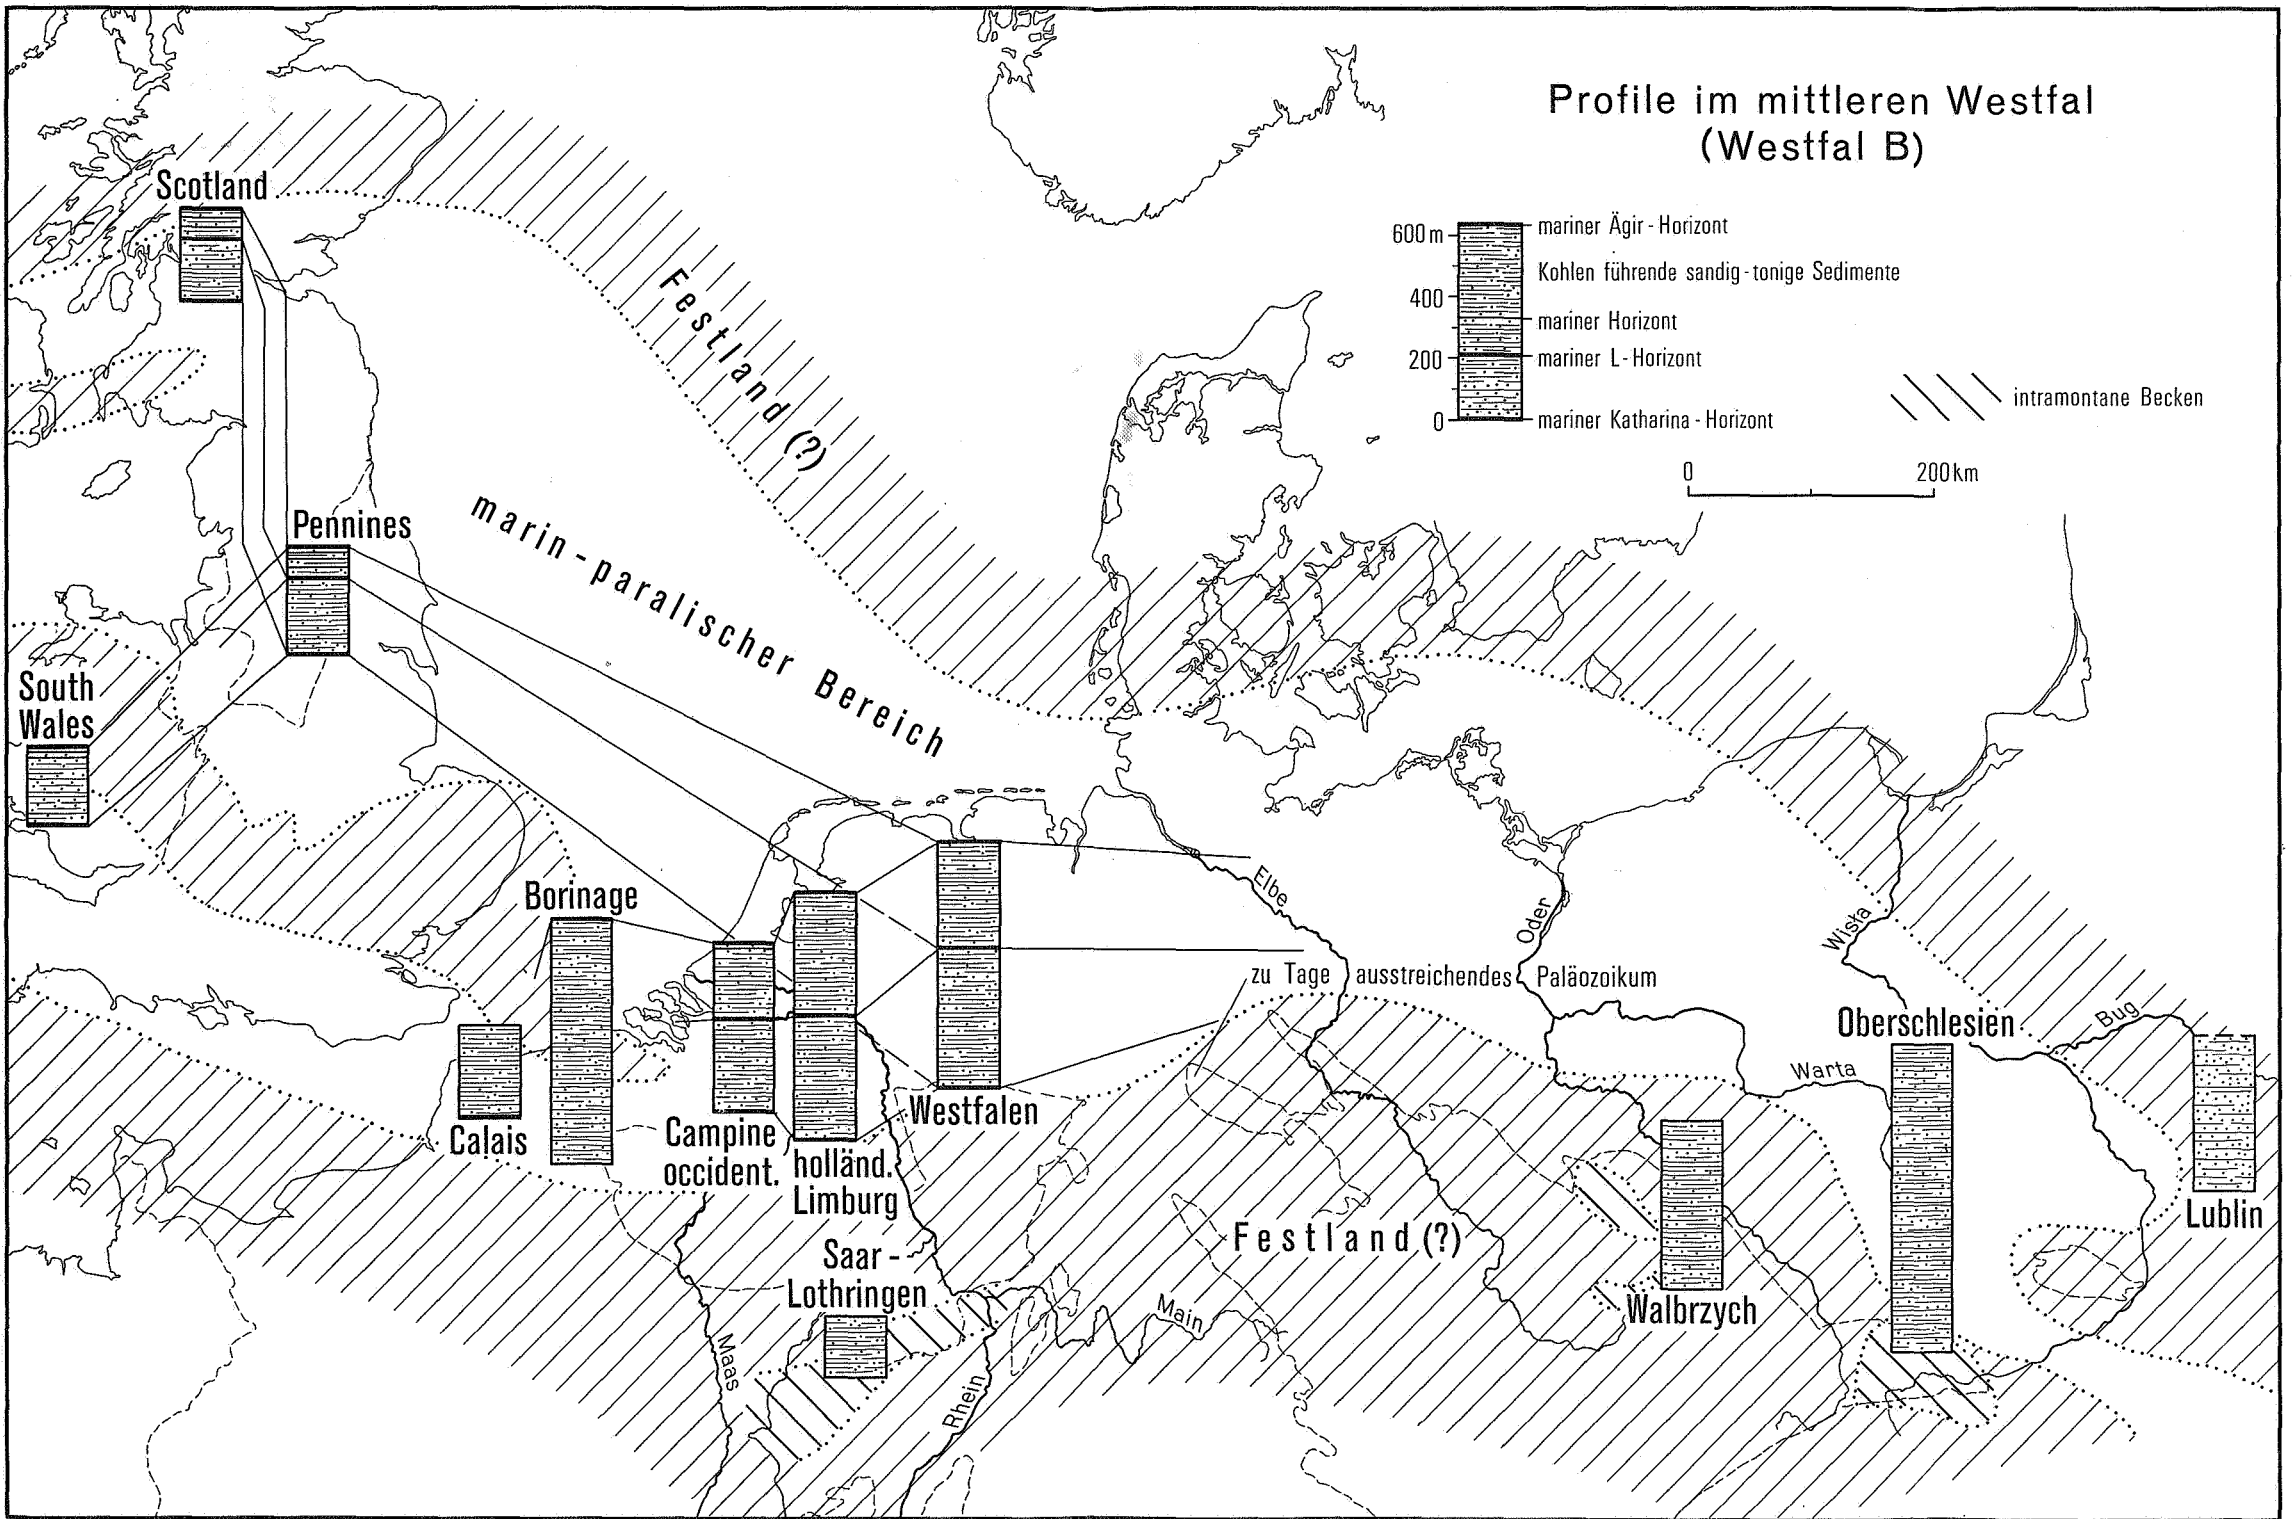 Profile im mittleren Westfal
(Westfal B)
600 m
400
200
0
mariner Ägir - Horizont
Kohlen führende sandig - tonige Sedimente
mariner Horizont
mariner L - Horizont
mariner Katharina - Horizont
intramontane Becken
0 200 km
Scotland
Festland (?)
marin - paralischer Bereich
Pennines
South
Wales
Borinage
Calais
Campine
occident.
holländ.
Limburg
Westfalen
Elbe
Oder
Wisła
zu Tage ausstreichendes Paläozoikum
Oberschlesien
Bug
Warta
Lublin
Festland (?)
Walbrzych
Saar -
Lothringen
Main
Maas
Rhein